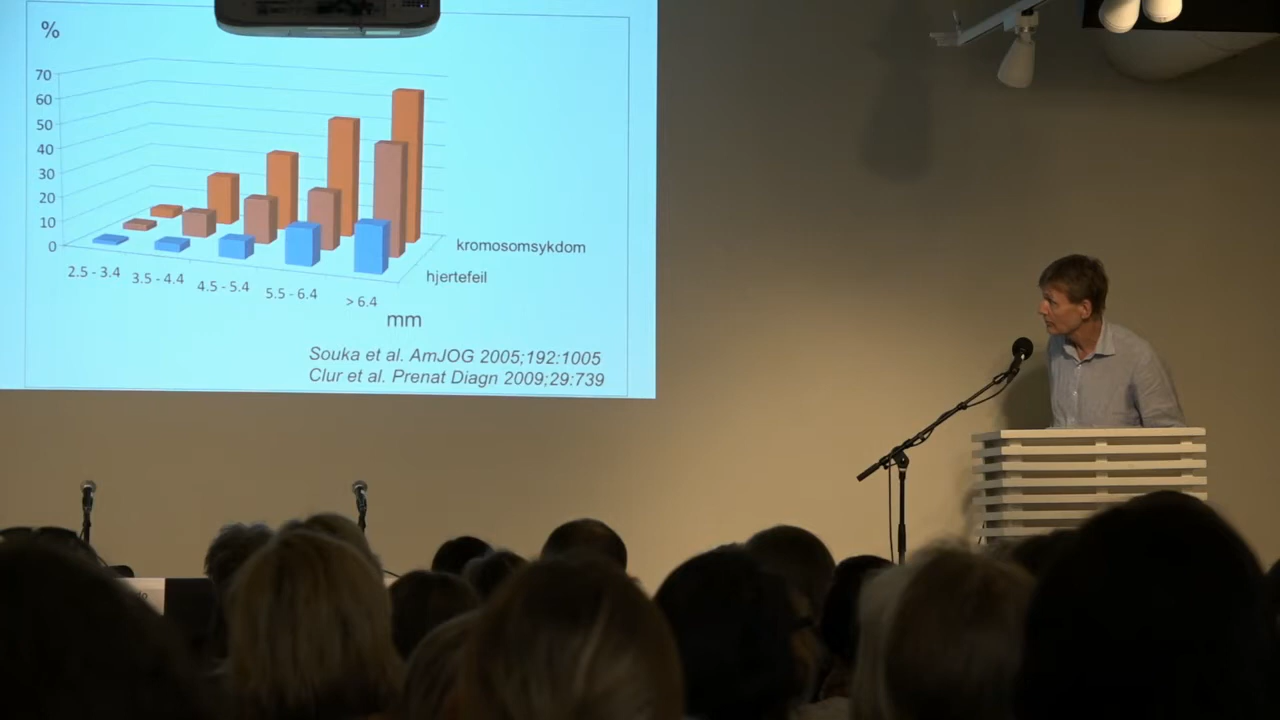 %
70
60
50
40
30
20
10
0
2.5 - 3.4 3.5 - 4.4 4.5 - 5.4 5.5 - 6.4 > 6.4
kromosomsykdom
hjertefeil
mm
Souka et al. AmJOG 2005;192:1005
Clur et al. Prenat Diagn 2009;29:739